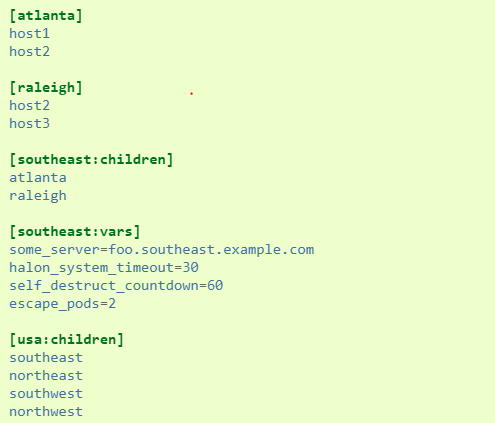 [atlanta]
host1
host2
[raleigh]
host2
host3
[southeast:children]
atlanta
raleigh
[southeast:vars]
some_server=foo.southeast.example.com
halon_system_timeout=30
self_destruct_countdown=60
escape_pods=2
[usa:children]
southeast
northeast
southwest
northwest